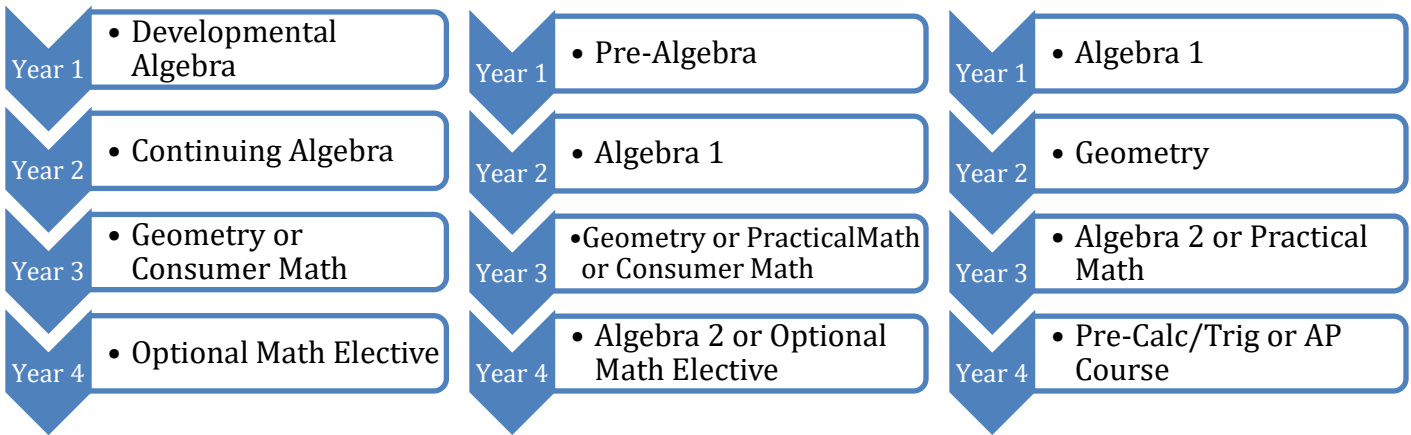 Year 1
• Developmental
Algebra
Year 2
• Continuing Algebra
Year 3
• Geometry or
Consumer Math
Year 4
• Optional Math Elective
Year 1
• Pre-Algebra
Year 2
• Algebra 1
Year 3
•Geometry or PracticalMath
or Consumer Math
Year 4
• Algebra 2 or Optional
Math Elective
Year 1
• Algebra 1
Year 2
• Geometry
Year 3
• Algebra 2 or Practical
Math
Year 4
• Pre-Calc/Trig or AP
Course